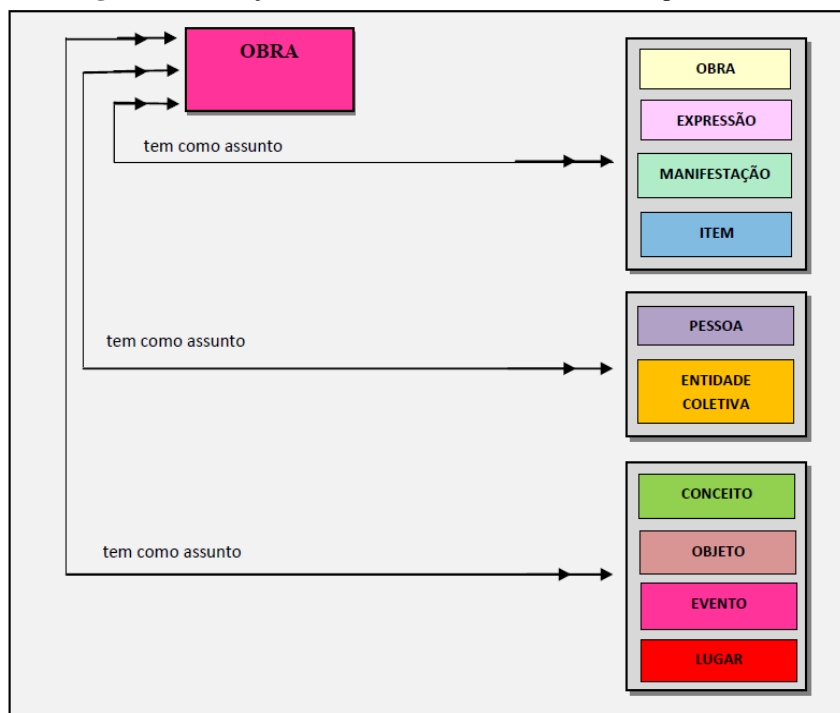 OBRA
tem como assunto
OBRA
EXPRESSÃO
MANIFESTAÇÃO
ITEM
tem como assunto
PESSOA
ENTIDADE
COLETIVA
tem como assunto
CONCEITO
OBJETO
EVENTO
LUGAR